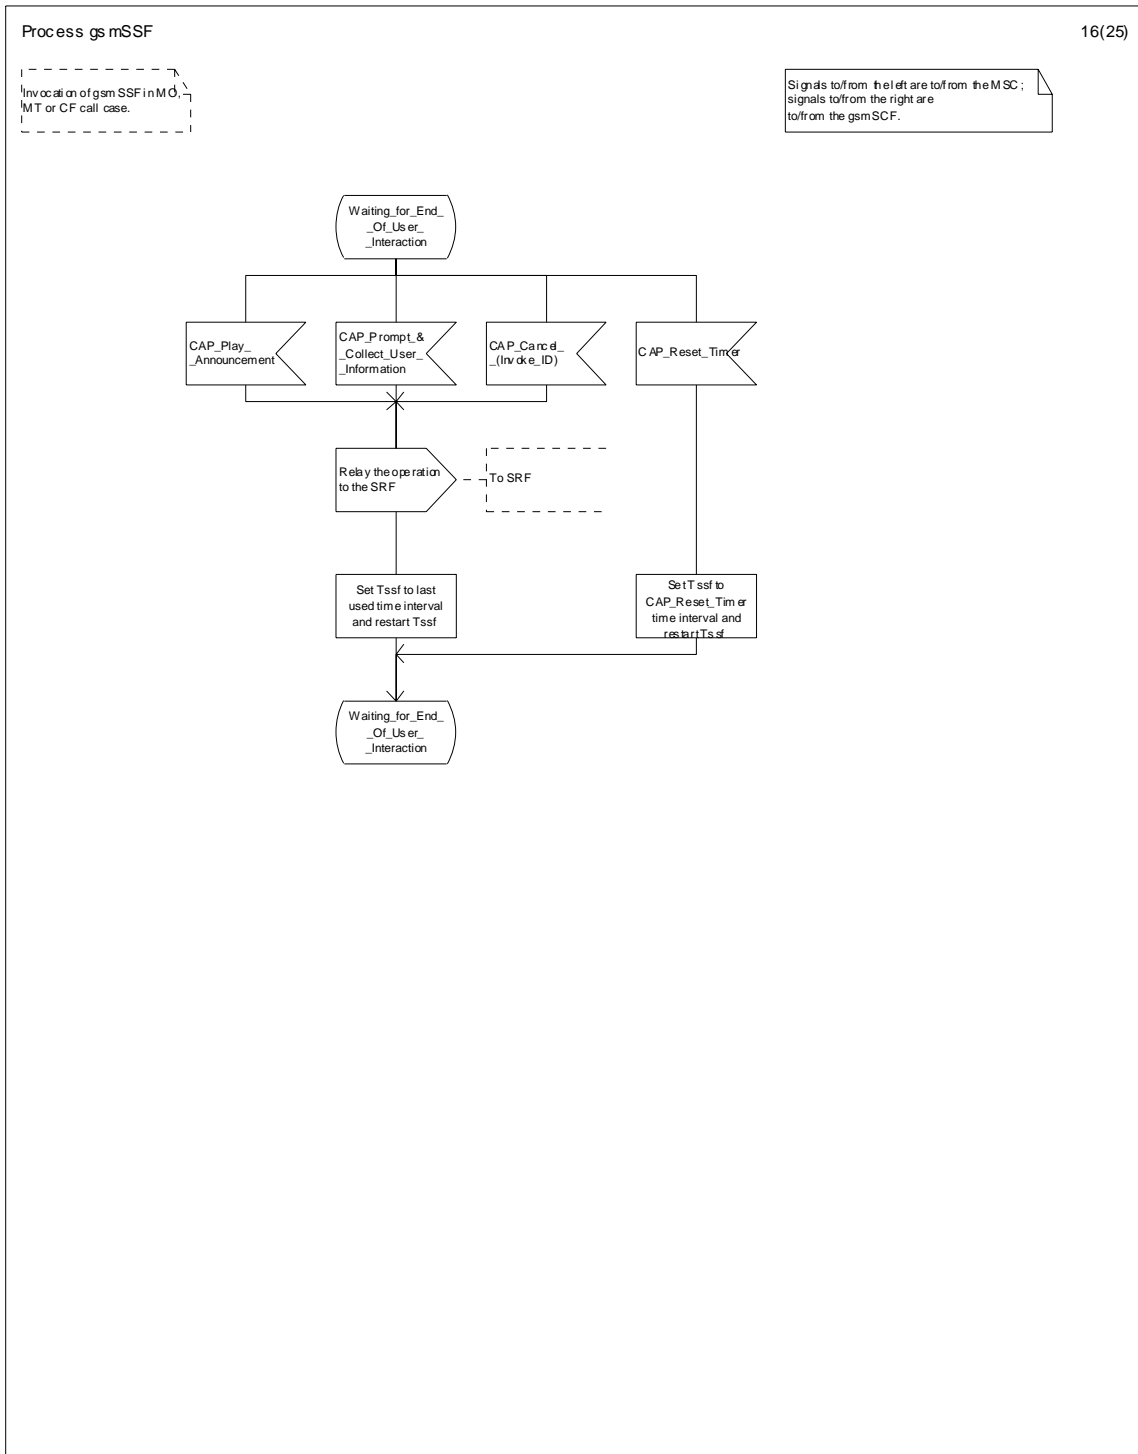 Process gsmSSF
16(25)
Invocation of gsmSSF in MO,
MT or CF call case.
Signals to/from the left are to/from the MSC;
signals to/from the right are
to/from the gsmSCF.
Waiting_for_End_
_Of_User_
_Interaction
CAP_Play_
_Announcement
CAP_Prompt_&
_Collect_User_
_Information
CAP_Cancel_
_(Invoke_ID)
CAP_Reset_Timer
Relay the operation
to the SRF
To SRF
Set Tssf to last
used time interval
and restart Tssf
Set Tssf to
CAP_Reset_Timer
time interval and
restart Tssf
Waiting_for_End_
_Of_User_
_Interaction